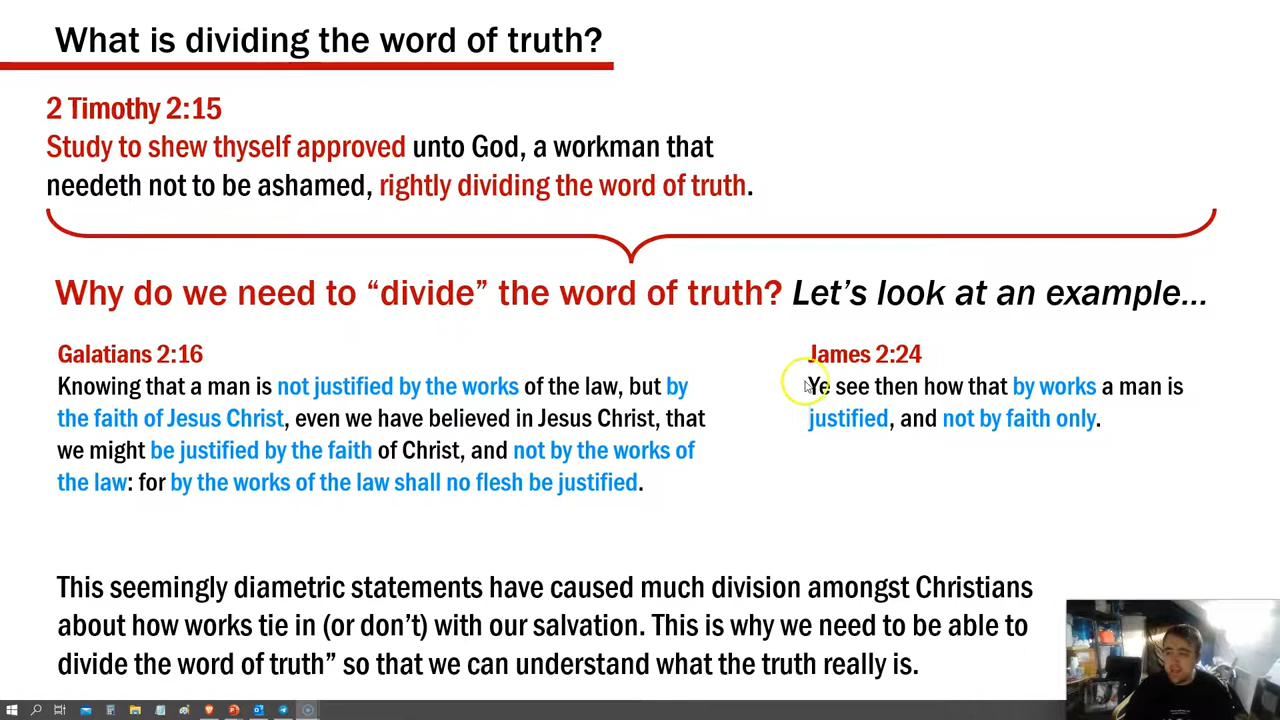 What is dividing the word of truth?
2 Timothy 2:15
Study to shew thyself approved unto God, a workman that
needeth not to be ashamed, rightly dividing the word of truth.
Why do we need to “divide” the word of truth? Let’s look at an example...
Galatians 2:16
Knowing that a man is not justified by the works of the law, but by
the faith of Jesus Christ, even we have believed in Jesus Christ, that
we might be justified by the faith of Christ, and not by the works of
the law: for by the works of the law shall no flesh be justified.
James 2:24
Ye see then how that by works a man is
justified, and not by faith only.
This seemingly diametric statements have caused much division amongst Christians
about how works tie in (or don’t) with our salvation. This is why we need to be able to
divide the word of truth” so that we can understand what the truth really is.